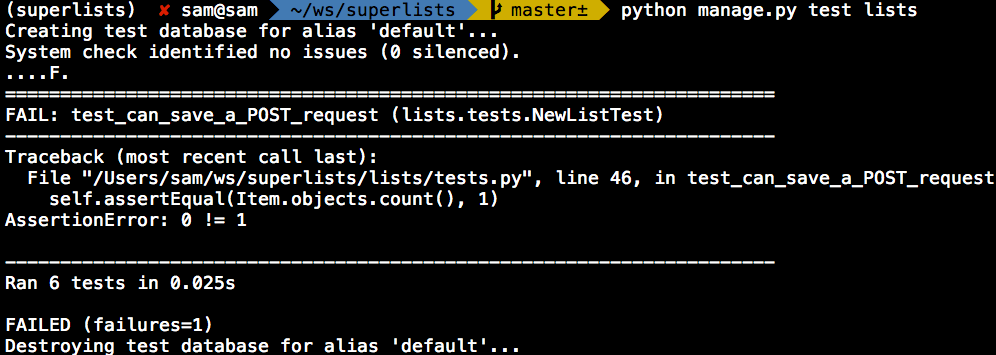 (superlists) ✘ sam@sam ~/ws/superlists master± python manage.py test lists
Creating test database for alias 'default'...
System check identified no issues (0 silenced).
....F.
======================================================================
FAIL: test_can_save_a_POST_request (lists.tests.NewListTest)
----------------------------------------------------------------------
Traceback (most recent call last):
  File "/Users/sam/ws/superlists/lists/tests.py", line 46, in test_can_save_a_POST_request
    self.assertEqual(Item.objects.count(), 1)
AssertionError: 0 != 1

----------------------------------------------------------------------
Ran 6 tests in 0.025s

FAILED (failures=1)
Destroying test database for alias 'default'...